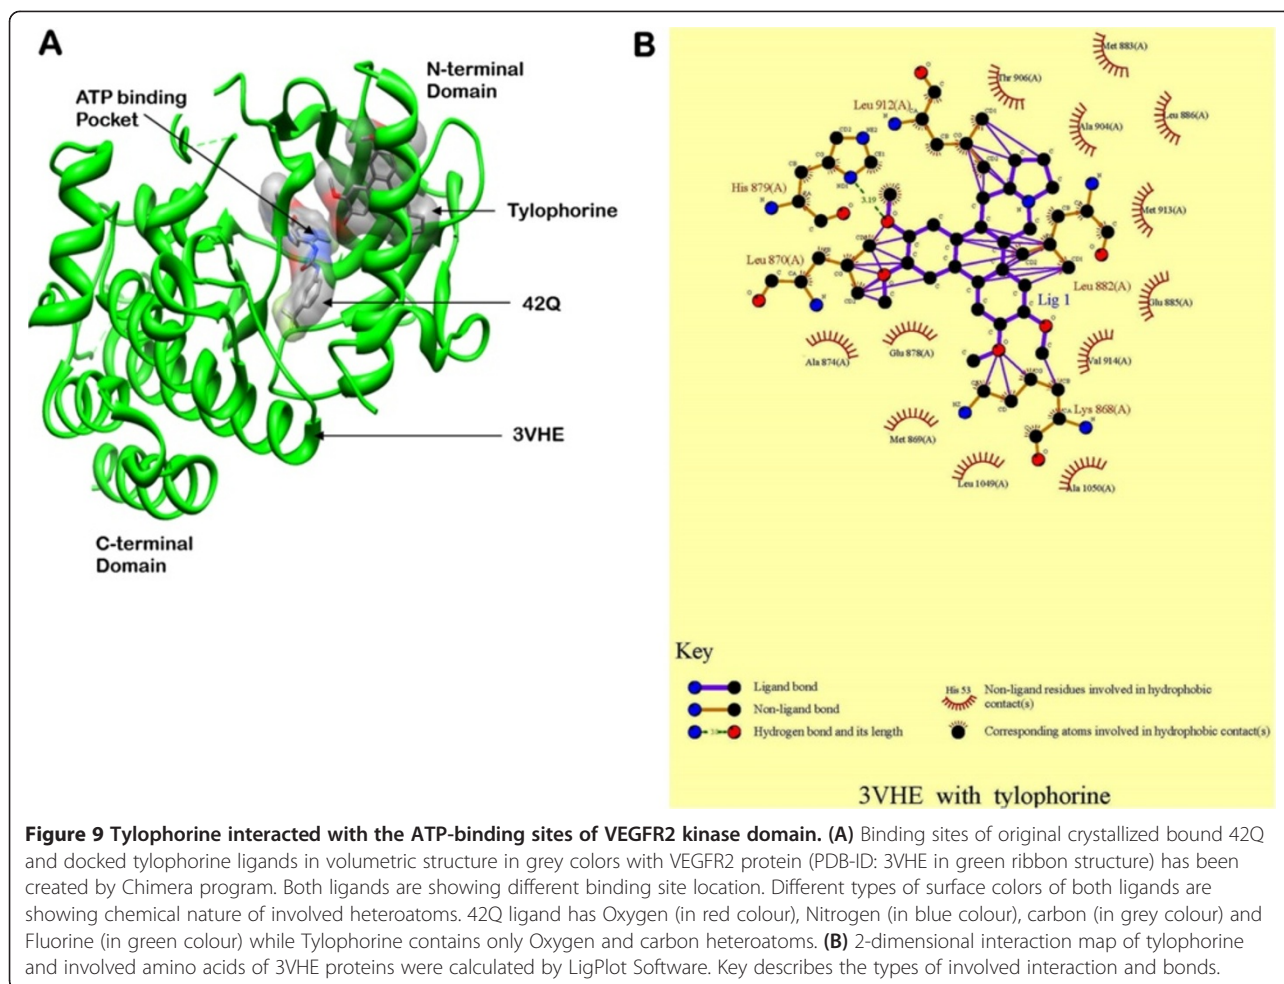 A
ATP binding
Pocket
N-terminal
Domain
Tylophorine
42Q
3VHE
C-terminal
Domain
B
Met 883(A)
Thr 906(A)
Leu 912(A)
Leu 886(A)
Ala 904(A)
His 879(A)
3.19
Met 913(A)
Leu 870(A)
Leu 882(A)
Lig 1
Glu 885(A)
Ala 874(A)
Glu 878(A)
Val 914(A)
Lys 868(A)
Met 869(A)
Leu 1049(A)
Ala 1050(A)
Key
Ligand bond
Non-ligand bond
Hydrogen bond and its length
His 53
Non-ligand residues involved in hydrophobic
contact(s)
Corresponding atoms involved in hydrophobic contact(s)
3VHE with tylophorine
Figure 9 Tylophorine interacted with the ATP-binding sites of VEGFR2 kinase domain. (A) Binding sites of original crystallized bound 42Q
and docked tylophorine ligands in volumetric structure in grey colors with VEGFR2 protein (PDB-ID: 3VHE in green ribbon structure) has been
created by Chimera program. Both ligands are showing different binding site location. Different types of surface colors of both ligands are
showing chemical nature of involved heteroatoms. 42Q ligand has Oxygen (in red colour), Nitrogen (in blue colour), carbon (in grey colour) and
Fluorine (in green colour) while Tylophorine contains only Oxygen and carbon heteroatoms. (B) 2-dimensional interaction map of tylophorine
and involved amino acids of 3VHE proteins were calculated by LigPlot Software. Key describes the types of involved interaction and bonds.